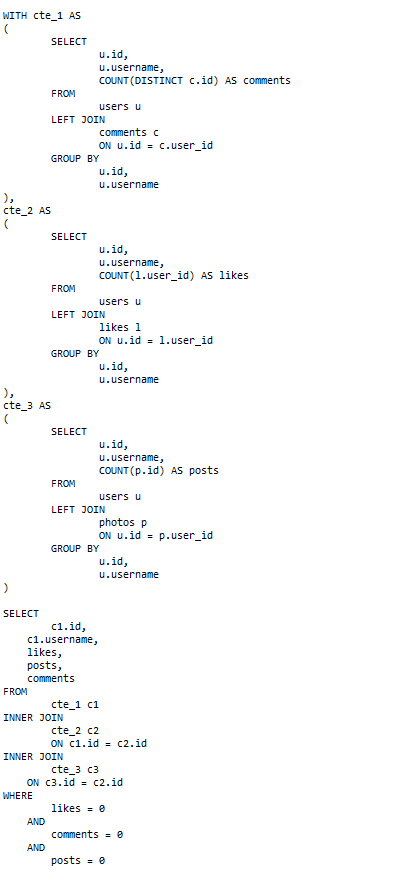 WITH cte_1 AS
(
	SELECT
		u.id,
		u.username,
		COUNT(DISTINCT c.id) AS comments
	FROM
		users u
	LEFT JOIN
		comments c
		ON u.id = c.user_id
	GROUP BY
		u.id,
		u.username
),
cte_2 AS
(
	SELECT
		u.id,
		u.username,
		COUNT(l.user_id) AS likes
	FROM
		users u
	LEFT JOIN
		likes l
		ON u.id = l.user_id
	GROUP BY
		u.id,
		u.username
),
cte_3 AS
(
	SELECT
		u.id,
		u.username,
		COUNT(p.id) AS posts
	FROM
		users u
	LEFT JOIN
		photos p
		ON u.id = p.user_id
	GROUP BY
		u.id,
		u.username
)

SELECT
	c1.id,
    c1.username,
    likes,
    posts,
    comments
FROM
	cte_1 c1
INNER JOIN
	cte_2 c2
	ON c1.id = c2.id
INNER JOIN
	cte_3 c3
    ON c3.id = c2.id
WHERE
	likes = 0
    AND
	comments = 0
    AND
	posts = 0